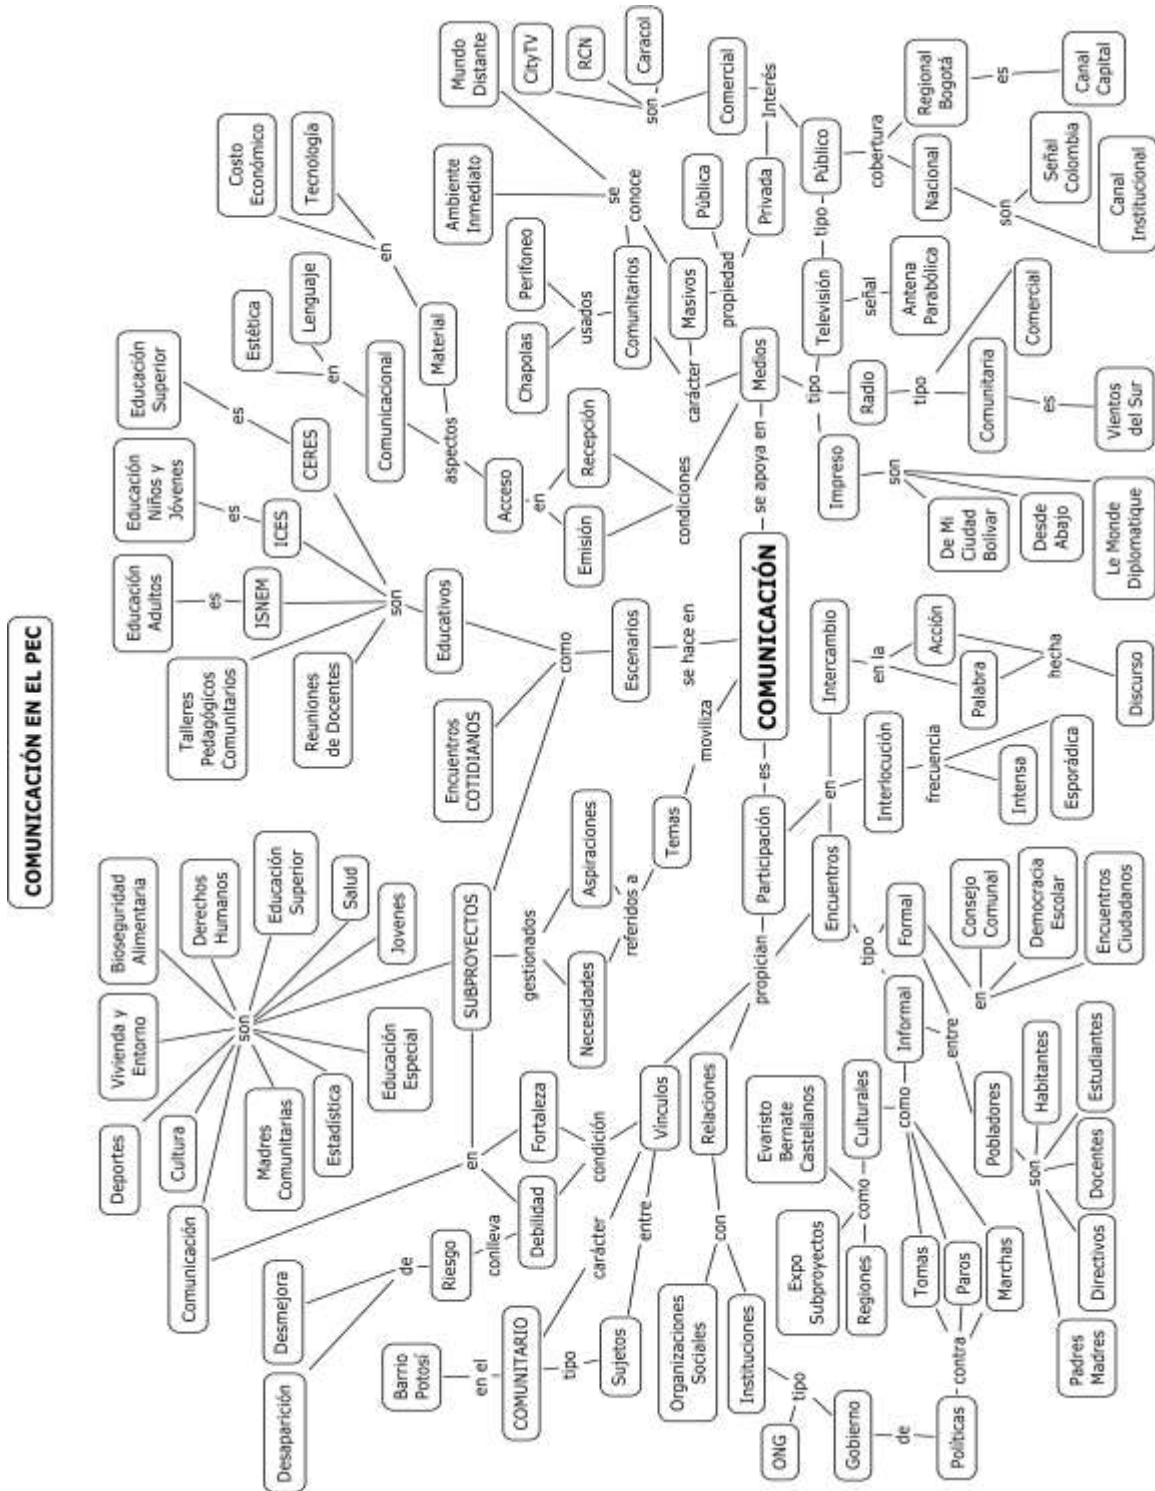 COMUNICACIÓN EN EL PEC
Desaparición
Desmejora
de
Riesgo
conlleva
Debilidad
Fortaleza
en
condición
Comunicación
Deportes
Cultura
Madres
Comunitarias
Estadística
Educación
Especial
Vivienda y
Entorno
Bioseguridad
Alimentaria
Derechos
Humanos
Educación
Superior
Salud
Jovenes
son
SUBPROYECTOS
gestionados
Necesidades
Aspiraciones
referidos a
Temas
moviliza
Talleres
Pedagógicos
Comunitarios
Reuniones
de Docentes
Educación
Adultos
es
ISNEM
Educación
Niños y
Jóvenes
es
ICES
Educación
Superior
es
CERES
son
Educativos
Encuentros
COTIDIANOS
como
Escenarios
se hace en
Estética
Lenguaje
en
Comunicacional
Costo
Económico
Tecnología
en
Material
aspectos
Acceso
en
Emisión
Recepción
condiciones
Ambiente
Inmediato
Mundo
Distante
se
conoce
Chapolas
Perifoneo
usados
Comunitarios
Masivos
carácter
propiedad
Pública
Privada
Interés
CityTV
RCN
Caracol
son
Comercial
Público
Medios
se apoya en
COMUNICACIÓN
es
Participación
propician
Barrio
Potosí
en el
COMUNITARIO
carácter
tipo
Sujetos
entre
Vínculos
Relaciones
con
Organizaciones
Sociales
Instituciones
tipo
ONG
Gobierno
de
Políticas
contra
Tomas
Paros
Marchas
Expo
Subproyectos
Evaristo
Bernate
Castellanos
Regiones
como
Culturales
como
Informal
Formal
tipo
Encuentros
en
Intercambio
Interlocución
frecuencia
Intensa
Esporádica
en la
Palabra
Acción
hecha
Discurso
entre
en
Consejo
Comunal
Democracia
Escolar
Encuentros
Ciudadanos
Pobladores
son
Padres
Madres
Directivos
Docentes
Estudiantes
Habitantes
tipo
Impreso
son
De Mi
Ciudad
Bolivar
Desde
Abajo
Le Monde
Diplomatique
Radio
tipo
Comunitaria
Comercial
es
Vientos
del Sur
Televisión
tipo
señal
Antena
Parabólica
cobertura
Nacional
son
Canal
Institucional
Señal
Colombia
Regional
Bogotá
es
Canal
Capital